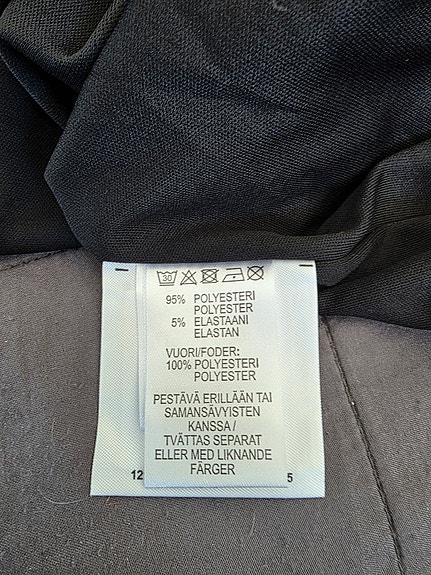 30
95% POLYESTERI
POLYESTER
5% ELASTAANI
ELASTAN
VUORI/FODER:
100% POLYESTERI
POLYESTER
PESTÄVÄ ERILLÄÄN TAI
SAMANSÄVYISTEN
KANSSA /
TVÄTTAS SEPARAT
ELLER MED LIKNANDE
FÄRGER
12 5